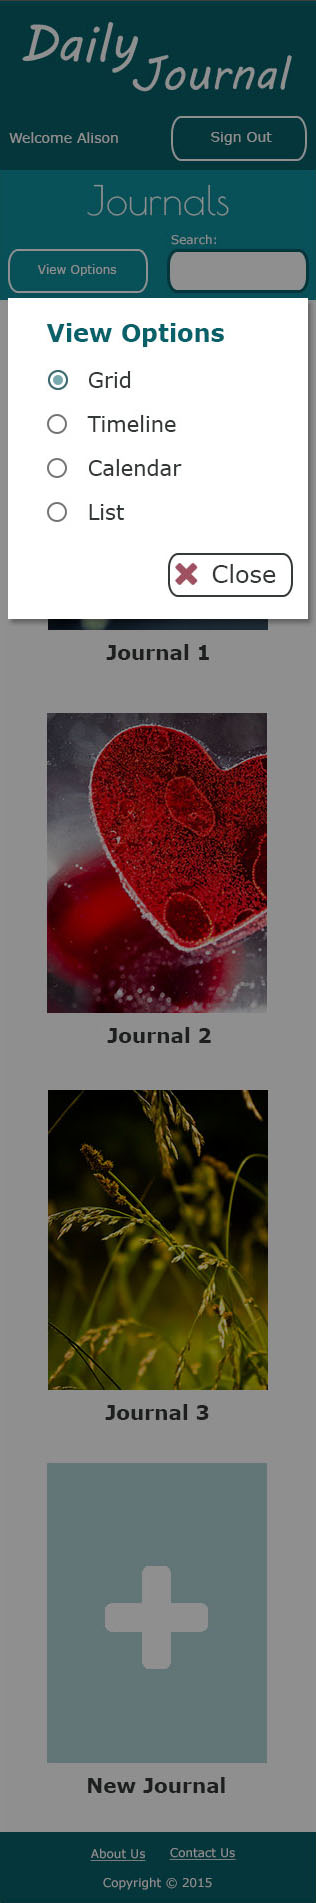 Daily
Journal
Welcome Alison
Sign Out
Journals
Search:
View Options
View Options
Grid
Timeline
Calendar
List
Close
Journal 1
Journal 2
Journal 3
New Journal
About Us Contact Us
Copyright © 2015